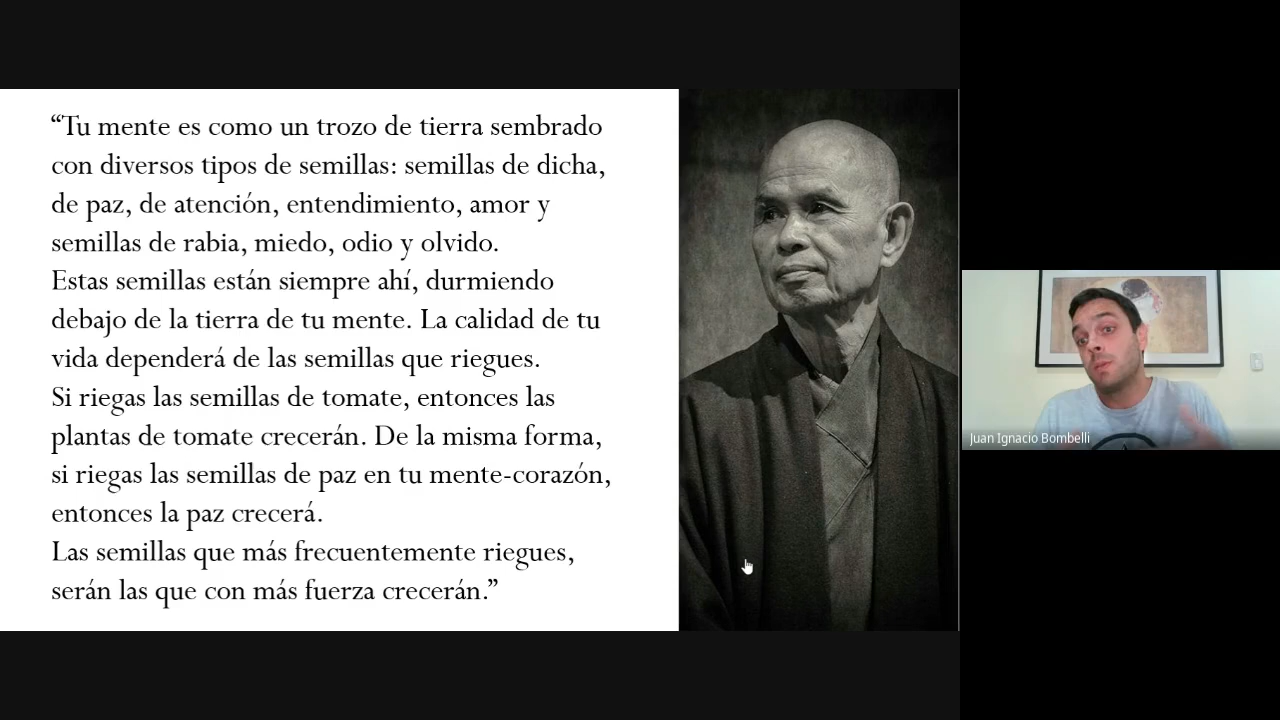 “Tu mente es como un trozo de tierra sembrado
con diversos tipos de semillas: semillas de dicha,
de paz, de atención, entendimiento, amor y
semillas de rabia, miedo, odio y olvido.
Estas semillas están siempre ahí, durmiendo
debajo de la tierra de tu mente. La calidad de tu
vida dependerá de las semillas que riegues.
Si riegas las semillas de tomate, entonces las
plantas de tomate crecerán. De la misma forma,
si riegas las semillas de paz en tu mente-corazón,
entonces la paz crecerá.
Las semillas que más frecuentemente riegues,
serán las que con más fuerza crecerán.”
Juan Ignacio Bombelli